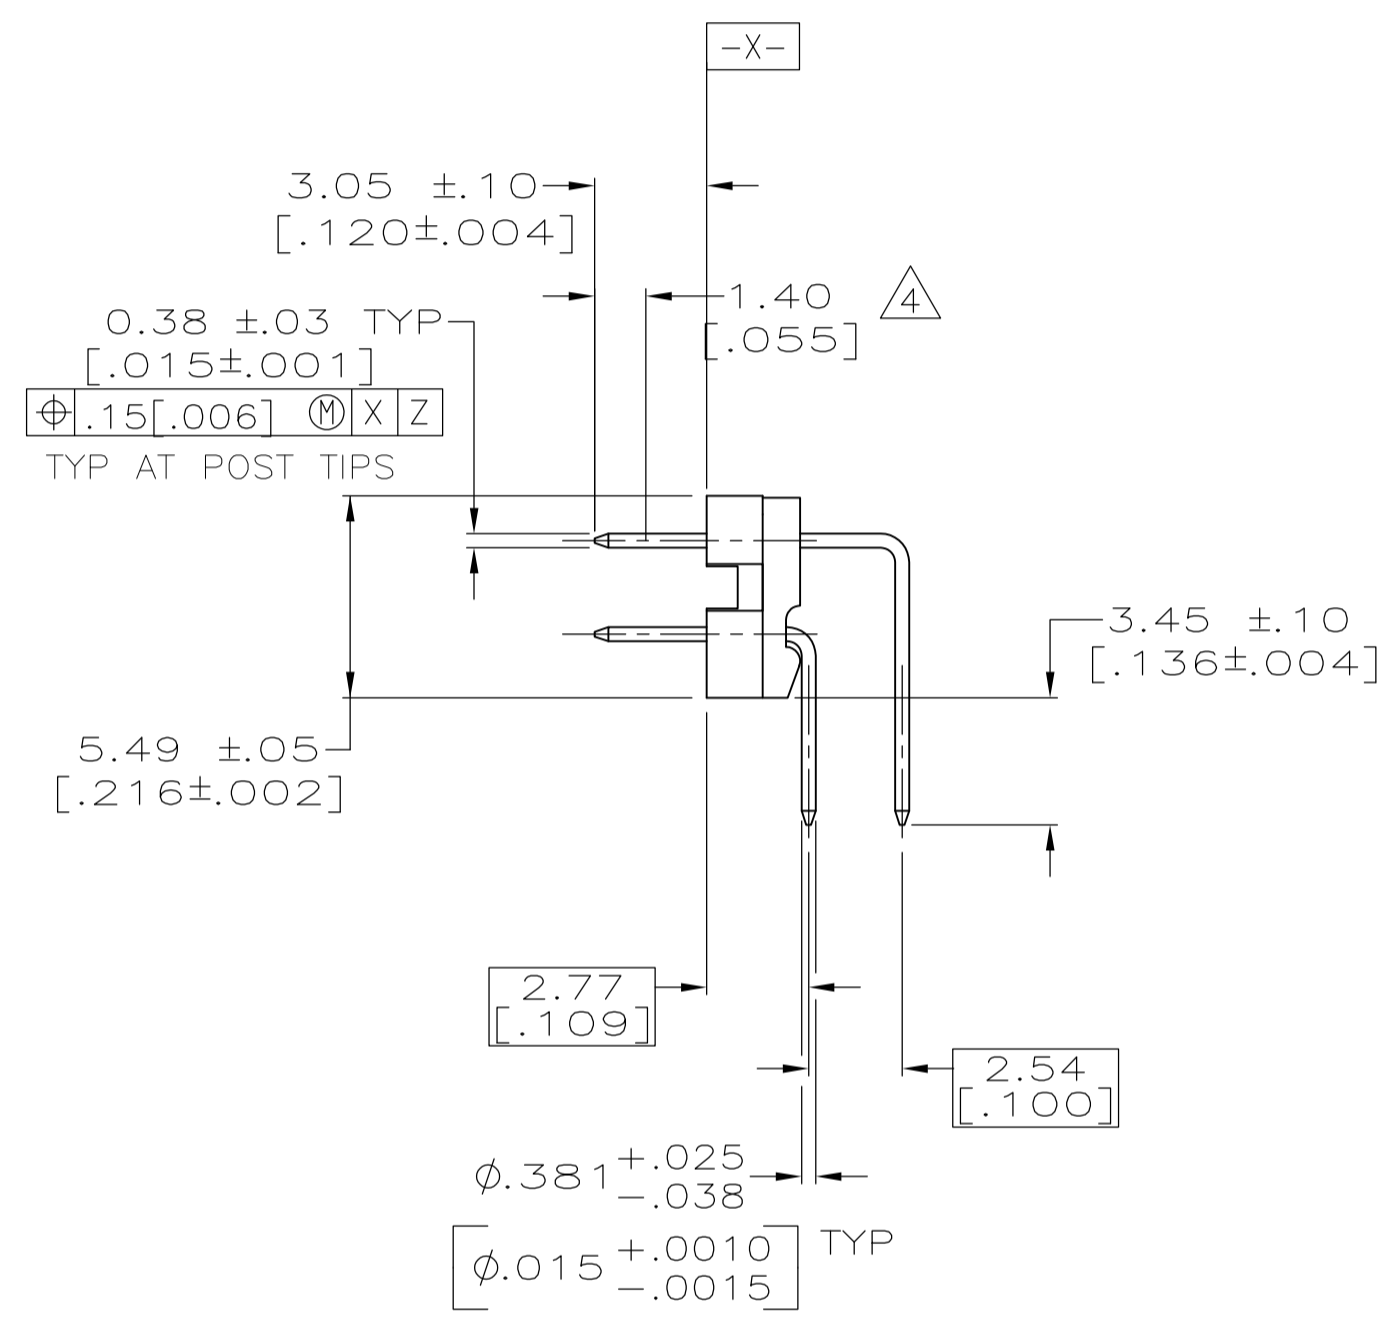 -X-
3.05 ±.10
[.120±.004]
1.40
[.055]
4
0.38 ±.03 TYP
[.015±.001]
⌖ .15[.006] Ⓜ X Z
TYP AT POST TIPS
3.45 ±.10
[.136±.004]
5.49 ±.05
[.216±.002]
2.77
[.109]
2.54
[.100]
Ø.381 +.025
-.038
[Ø.015 +.0010
-.0015] TYP